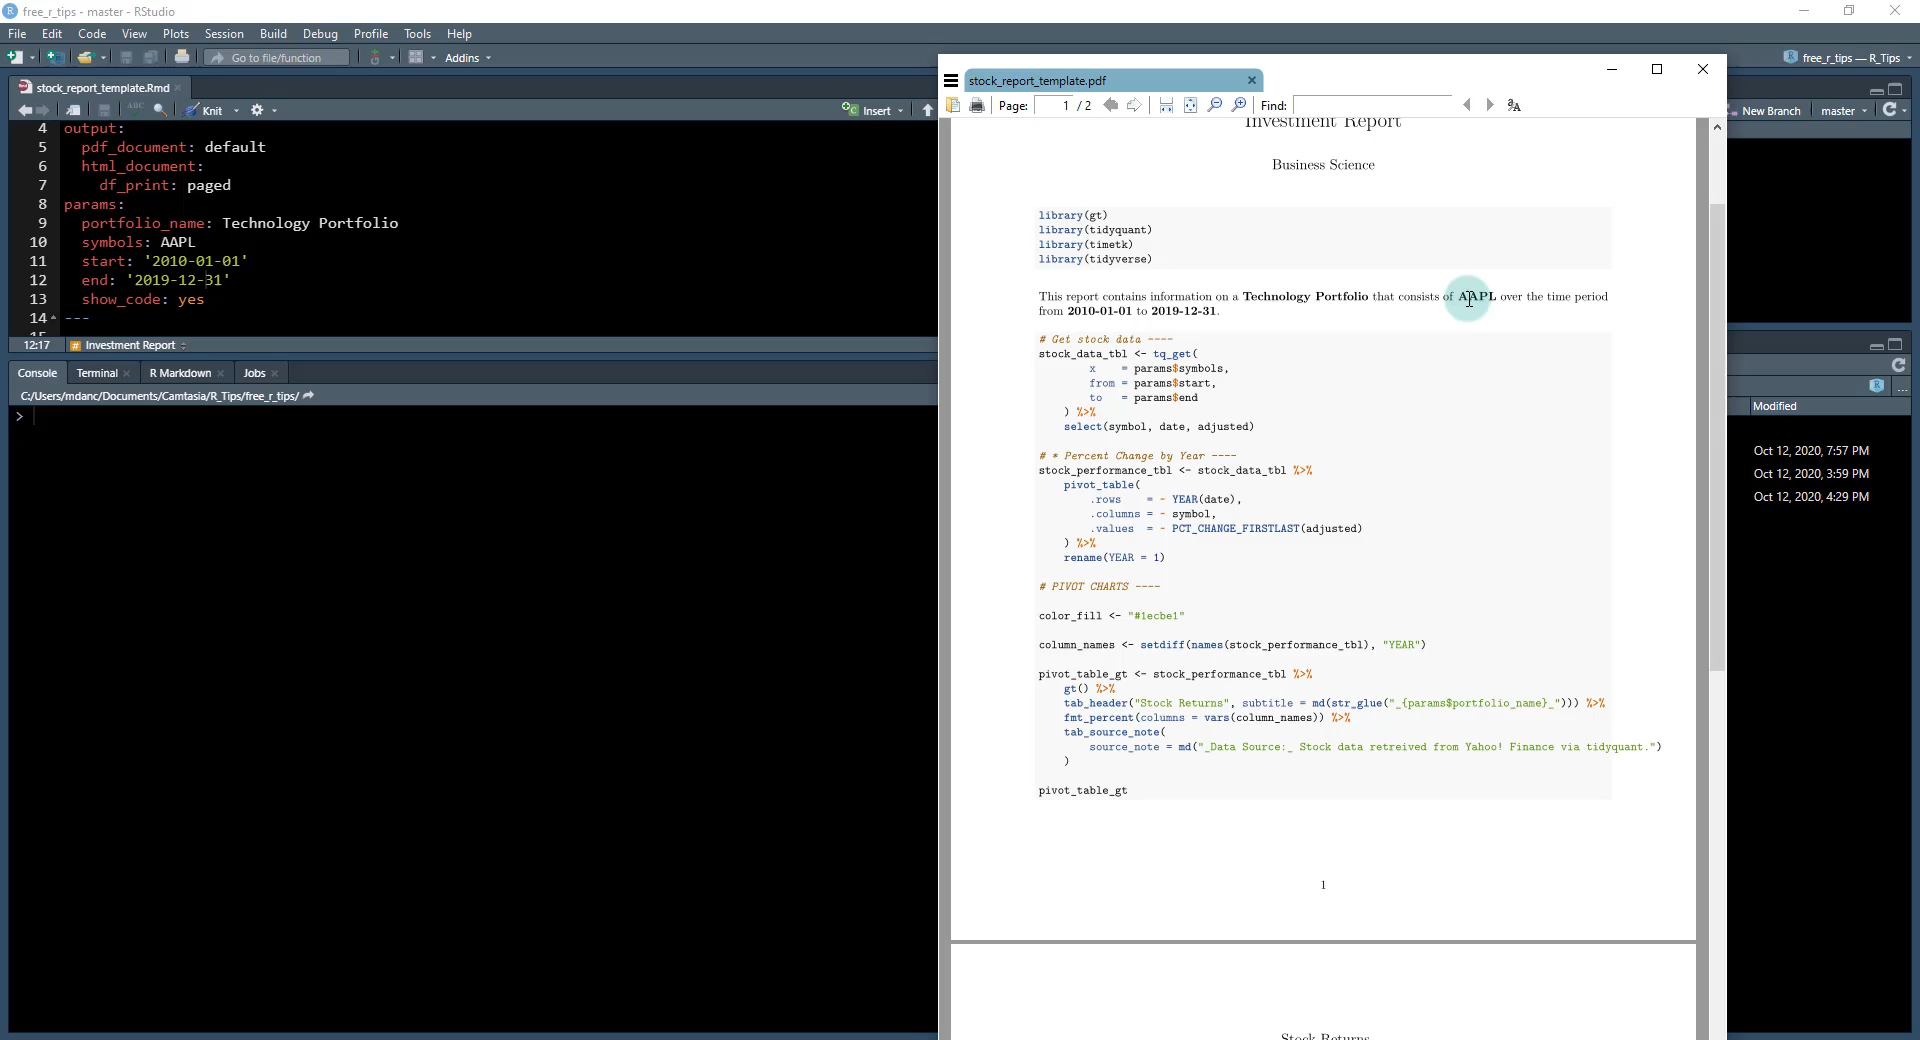 free_r_tips - master - RStudio
File Edit Code View Plots Session Build Debug Profile Tools Help
Go to file/function Addins
free_r_tips — R_Tips
stock_report_template.Rmd
ABC Knit Insert
4 output:
5 pdf_document: default
6 html_document:
7 df_print: paged
8 params:
9 portfolio_name: Technology Portfolio
10 symbols: AAPL
11 start: '2010-01-01'
12 end: '2019-12-31'
13 show_code: yes
14 ---
15
12:17 # Investment Report
Console Terminal R Markdown Jobs
C:/Users/mdanc/Documents/Camtasia/R_Tips/free_r_tips/
>
stock_report_template.pdf
Page: 1 / 2 Find:
Investment Report
Business Science
library(gt)
library(tidyquant)
library(timetk)
library(tidyverse)
This report contains information on a Technology Portfolio that consists of AAPL over the time period
from 2010-01-01 to 2019-12-31.
# Get stock data ----
stock_data_tbl <- tq_get(
x = params$symbols,
from = params$start,
to = params$end
) %>%
select(symbol, date, adjusted)
# * Percent Change by Year ----
stock_performance_tbl <- stock_data_tbl %>%
pivot_table(
.rows = ~ YEAR(date),
.columns = ~ symbol,
.values = ~ PCT_CHANGE_FIRSTLAST(adjusted)
) %>%
rename(YEAR = 1)
# PIVOT CHARTS ----
color_fill <- "#1ecbe1"
column_names <- setdiff(names(stock_performance_tbl), "YEAR")
pivot_table_gt <- stock_performance_tbl %>%
gt() %>%
tab_header("Stock Returns", subtitle = md(str_glue("_{params$portfolio_name}_"))) %>%
fmt_percent(columns = vars(column_names)) %>%
tab_source_note(
source_note = md("_Data Source:_ Stock data retreived from Yahoo! Finance via tidyquant.")
)
pivot_table_gt
1
Stock Returns
New Branch master
Modified
Oct 12, 2020, 7:57 PM
Oct 12, 2020, 3:59 PM
Oct 12, 2020, 4:29 PM